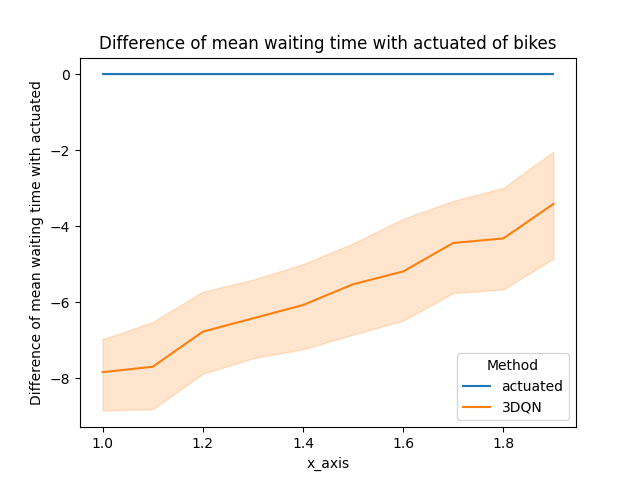 Difference of mean waiting time with actuated of bikes
Difference of mean waiting time with actuated
0
−2
−4
−6
−8
1.0 1.2 1.4 1.6 1.8
x_axis
Method
actuated
3DQN